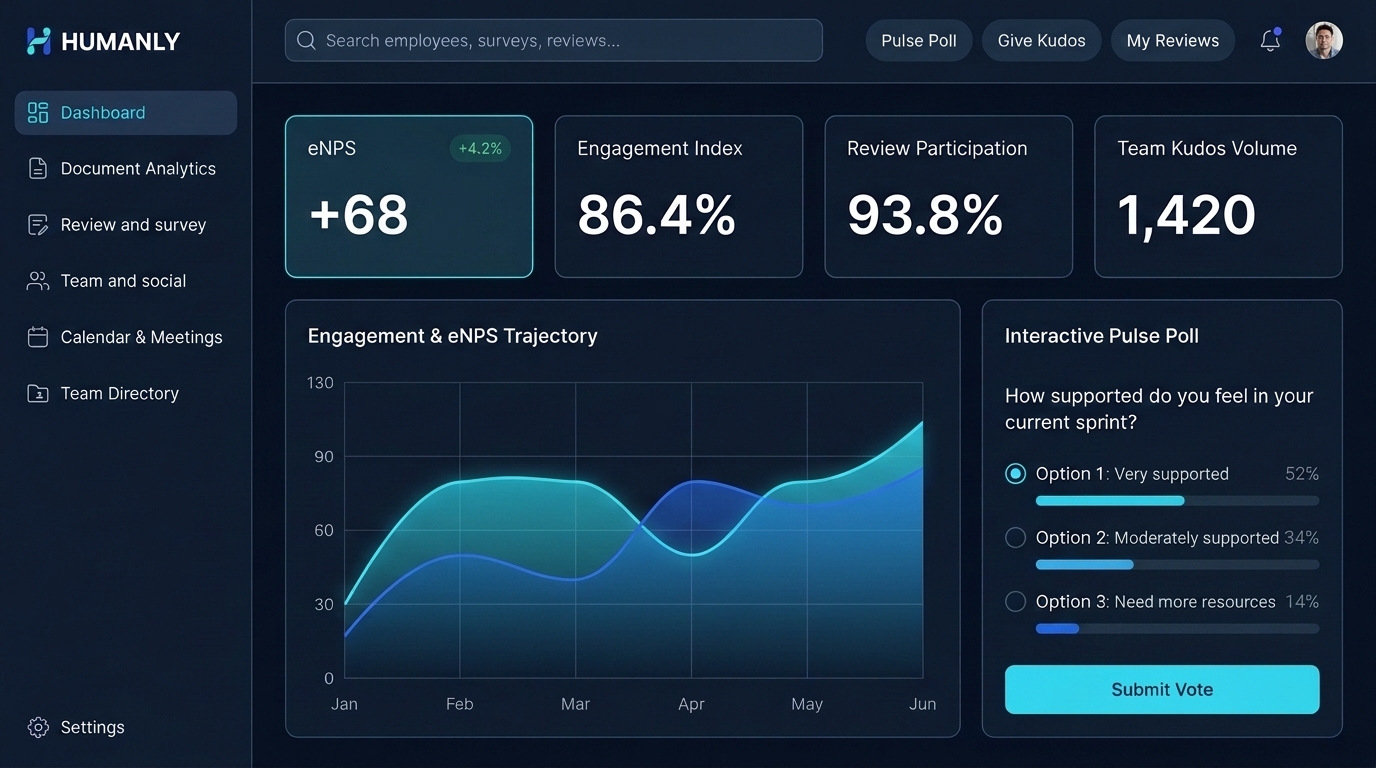 HUMANLY
Search employees, surveys, reviews...
Pulse Poll
Give Kudos
My Reviews
Dashboard
Document Analytics
Review and survey
Team and social
Calendar & Meetings
Team Directory
Settings
eNPS
+4.2%
+68
Engagement Index
86.4%
Review Participation
93.8%
Team Kudos Volume
1,420
Engagement & eNPS Trajectory
130
90
60
30
0
Jan
Feb
Mar
Apr
May
Jun
Interactive Pulse Poll
How supported do you feel in your
current sprint?
Option 1: Very supported 52%
Option 2: Moderately supported 34%
Option 3: Need more resources 14%
Submit Vote